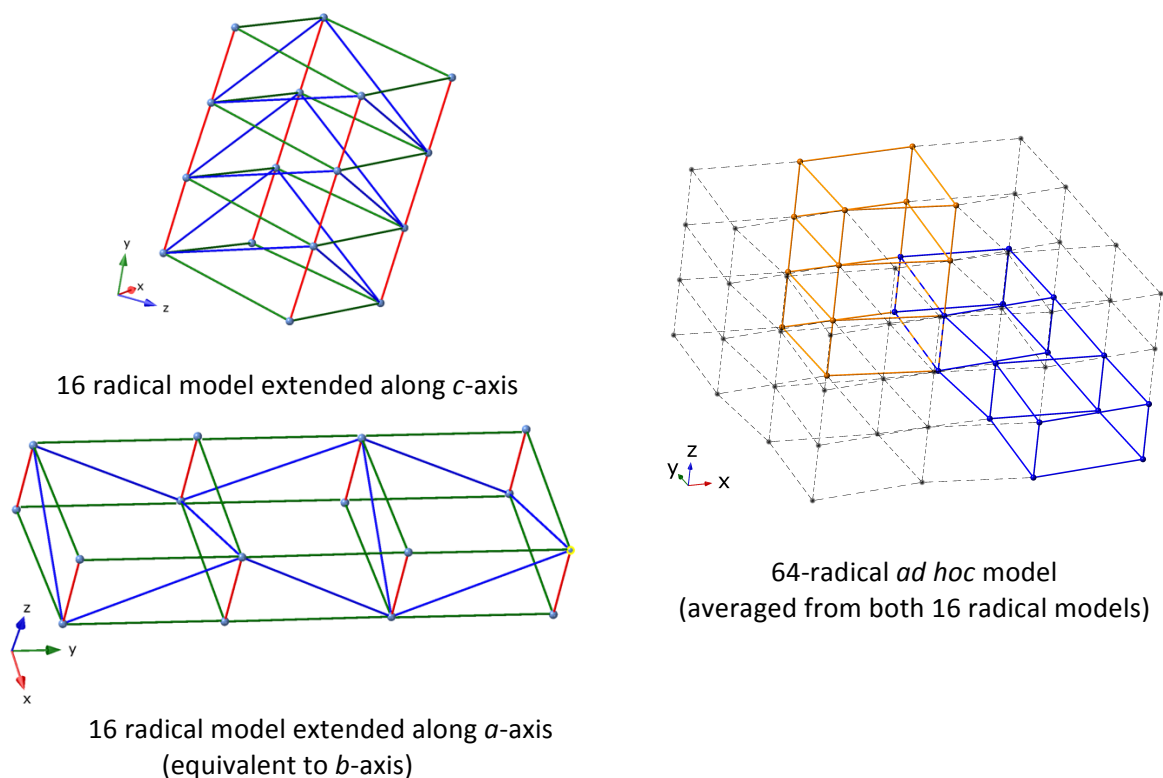 y
x
z
16 radical model extended along c-axis
z
y
x
16 radical model extended along a-axis
(equivalent to b-axis)
z
y
x
64-radical ad hoc model
(averaged from both 16 radical models)